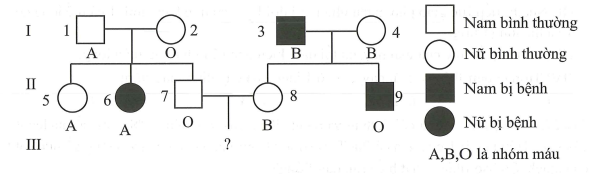 I 1 2 3 4
A O B B
II 5 6 7 8 9
A A O B O
III ?
Nam bình thường
Nữ bình thường
Nam bị bệnh
Nữ bị bệnh
A,B,O là nhóm máu